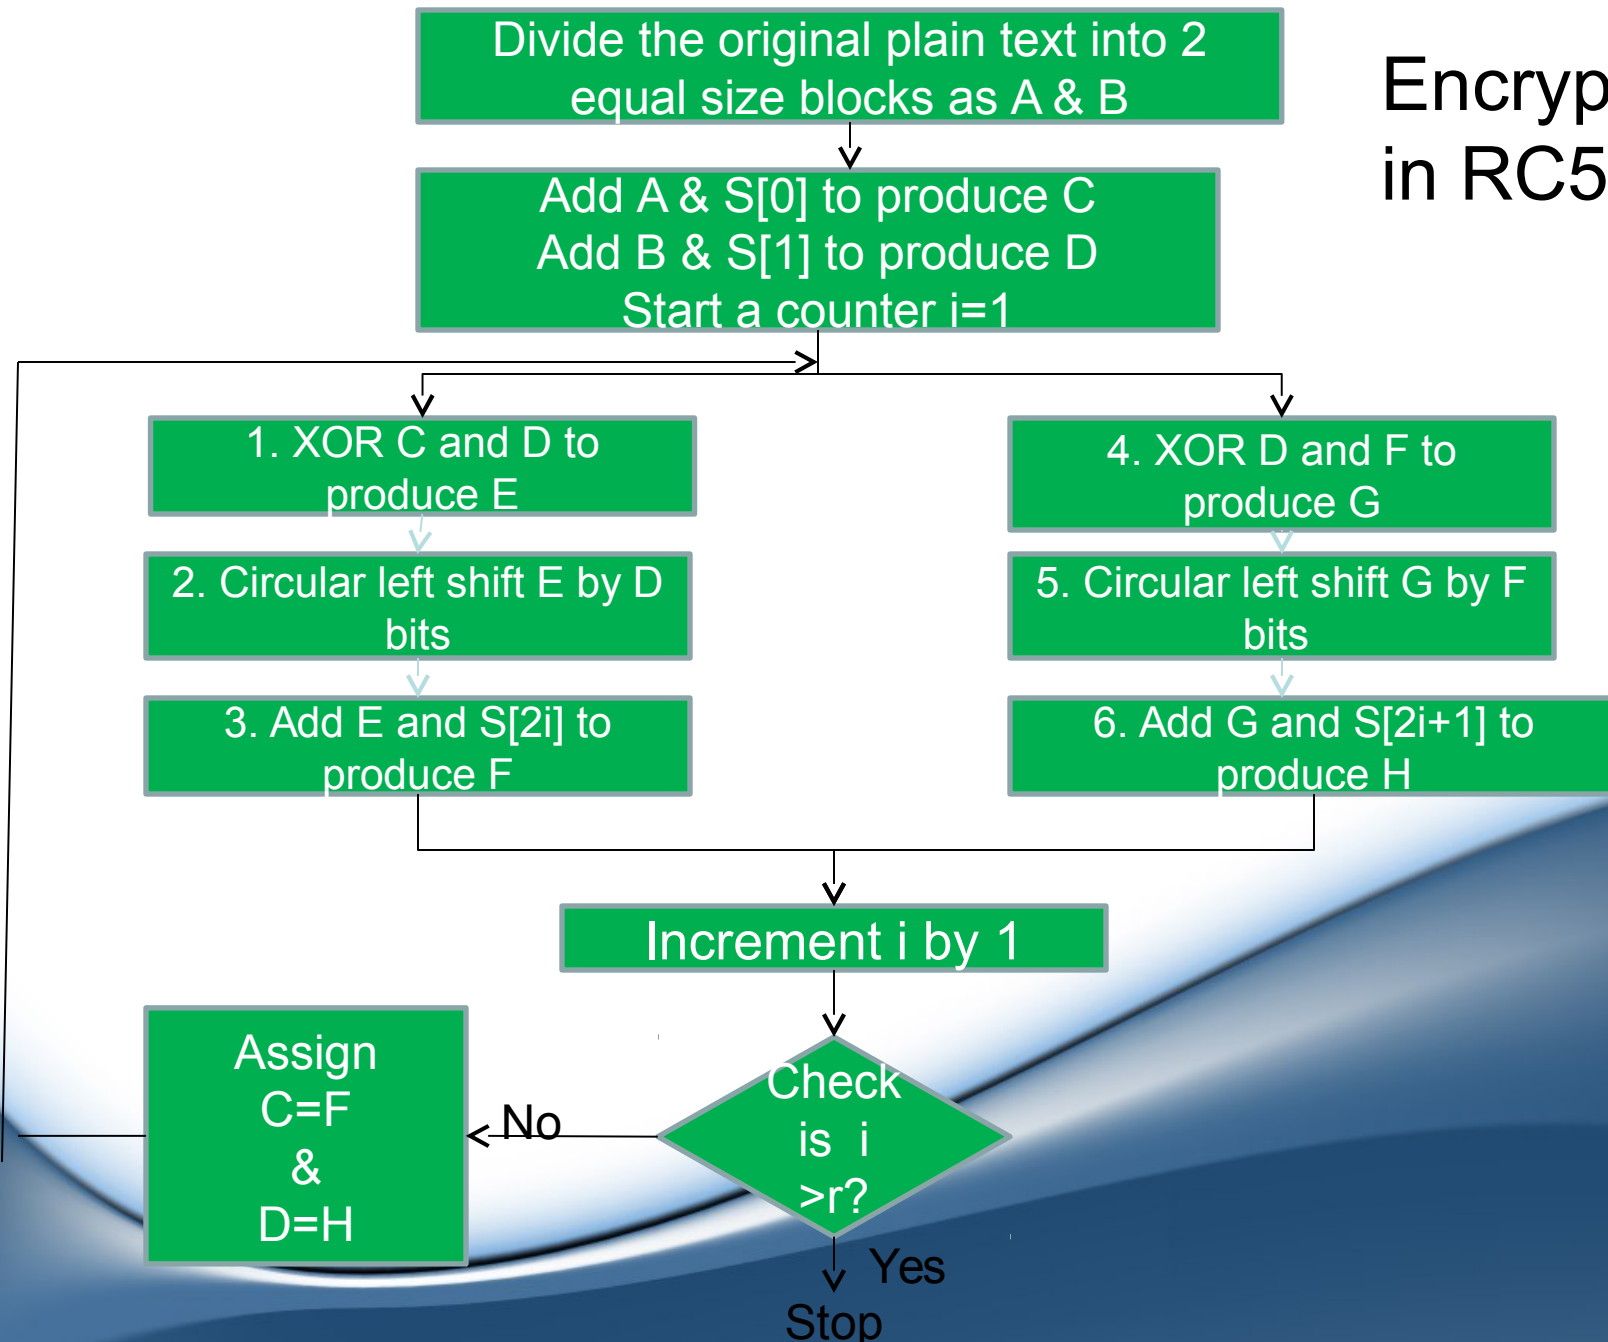 Divide the original plain text into 2
equal size blocks as A & B
Encryp
in RC5
Add A & S[0] to produce C
Add B & S[1] to produce D
Start a counter i=1
1. XOR C and D to
produce E
2. Circular left shift E by D
bits
3. Add E and S[2i] to
produce F
4. XOR D and F to
produce G
5. Circular left shift G by F
bits
6. Add G and S[2i+1] to
produce H
Increment i by 1
Check
is i
>r?
No
Assign
C=F
&
D=H
Yes
Stop